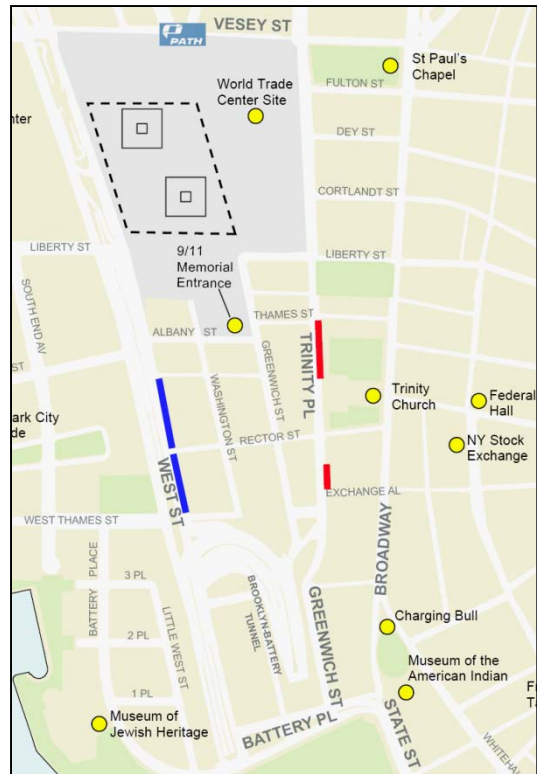 VESEY ST
PATH
St Paul's
Chapel
World Trade
Center Site
FULTON ST
nter
DEY ST
CORTLANDT ST
LIBERTY ST
LIBERTY ST
9/11
Memorial
Entrance
SOUTH END AV
THAMES ST
ALBANY ST
TRINITY PL
GREENWICH ST
WASHINGTON ST
ST
Trinity
Church
Federal
Hall
ark City
de
RECTOR ST
NY Stock
Exchange
WEST ST
EXCHANGE AL
WEST THAMES ST
BROADWAY
BATTERY PLACE
3 PL
BROOKLYN-BATTERY
TUNNEL
LITTLE WEST ST
GREENWICH ST
Charging Bull
2 PL
Museum of the
American Indian
1 PL
Museum of
Jewish Heritage
BATTERY PL
STATE ST
WHITEHA
F
Ta